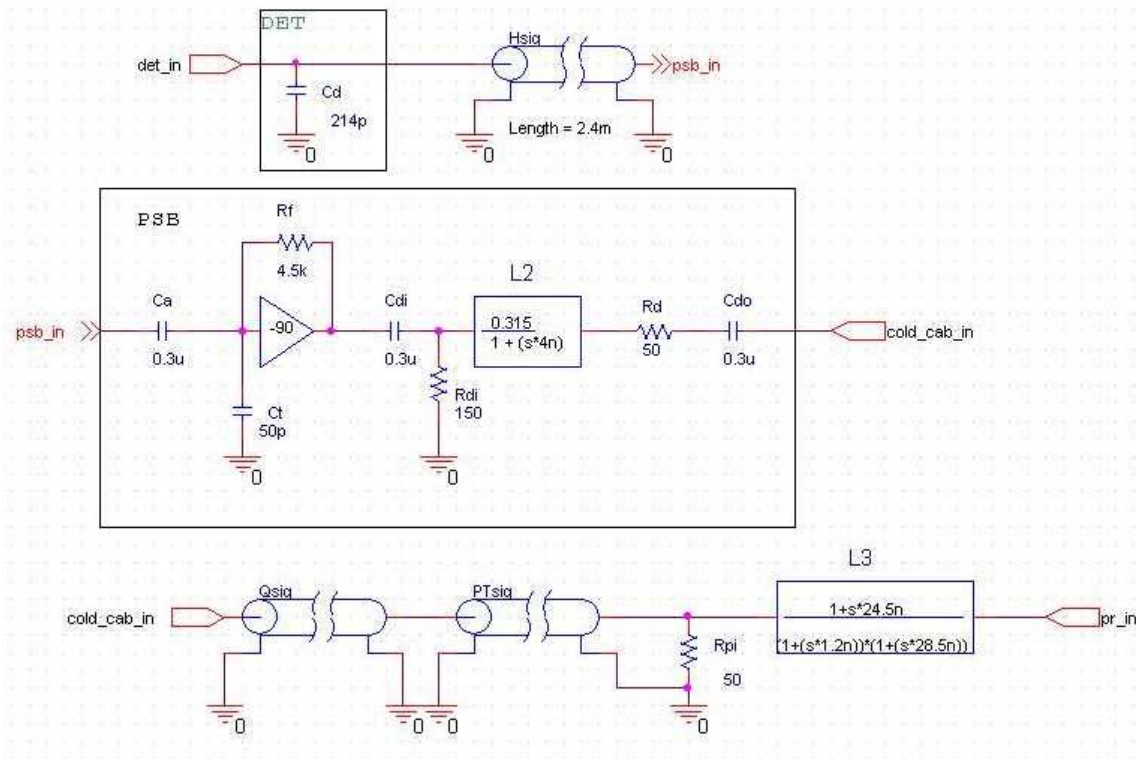 DET
Hsig
det_in
psb_in
Cd
214p
0
0
Length = 2.4m
0
PSB
Rf
4.5k
L2
Ca
-90
Cdi
0.315
1 + (s*4n)
Rd
Cdo
psb_in
cold_cab_in
0.3u
0.3u
50
0.3u
Rdi
150
Ct
50p
0
0
L3
Qsig
PTsig
1+s*24.5n
cold_cab_in
pr_in
(1+(s*1.2n))*(1+(s*28.5n))
Rpi
50
0
0
0
0